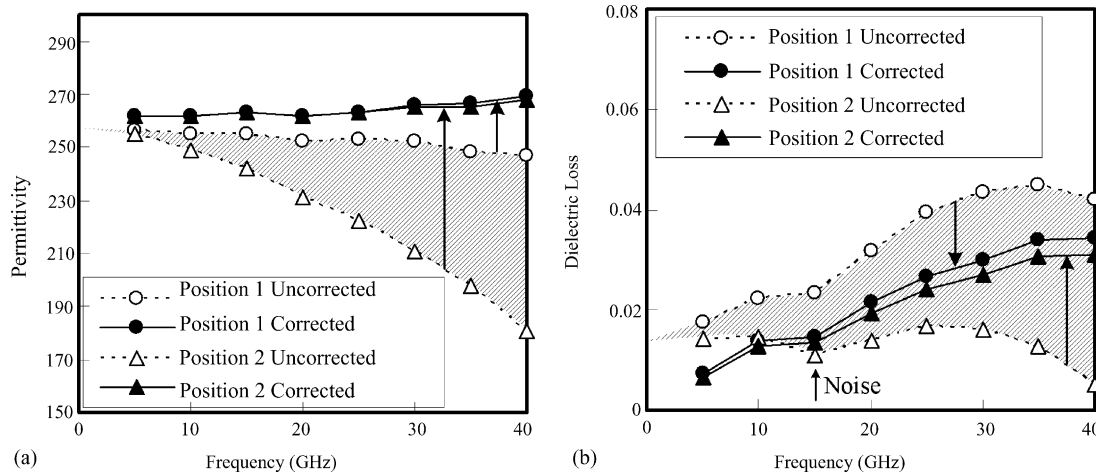 290
270
250
230
210
190
170
150
Permittivity
Position 1 Uncorrected
Position 1 Corrected
Position 2 Uncorrected
Position 2 Corrected
0
10
20
30
40
(a)
Frequency (GHz)
0.08
0.06
0.04
0.02
0
Dielectric Loss
Position 1 Uncorrected
Position 1 Corrected
Position 2 Uncorrected
Position 2 Corrected
Noise
0
10
20
30
40
(b)
Frequency (GHz)